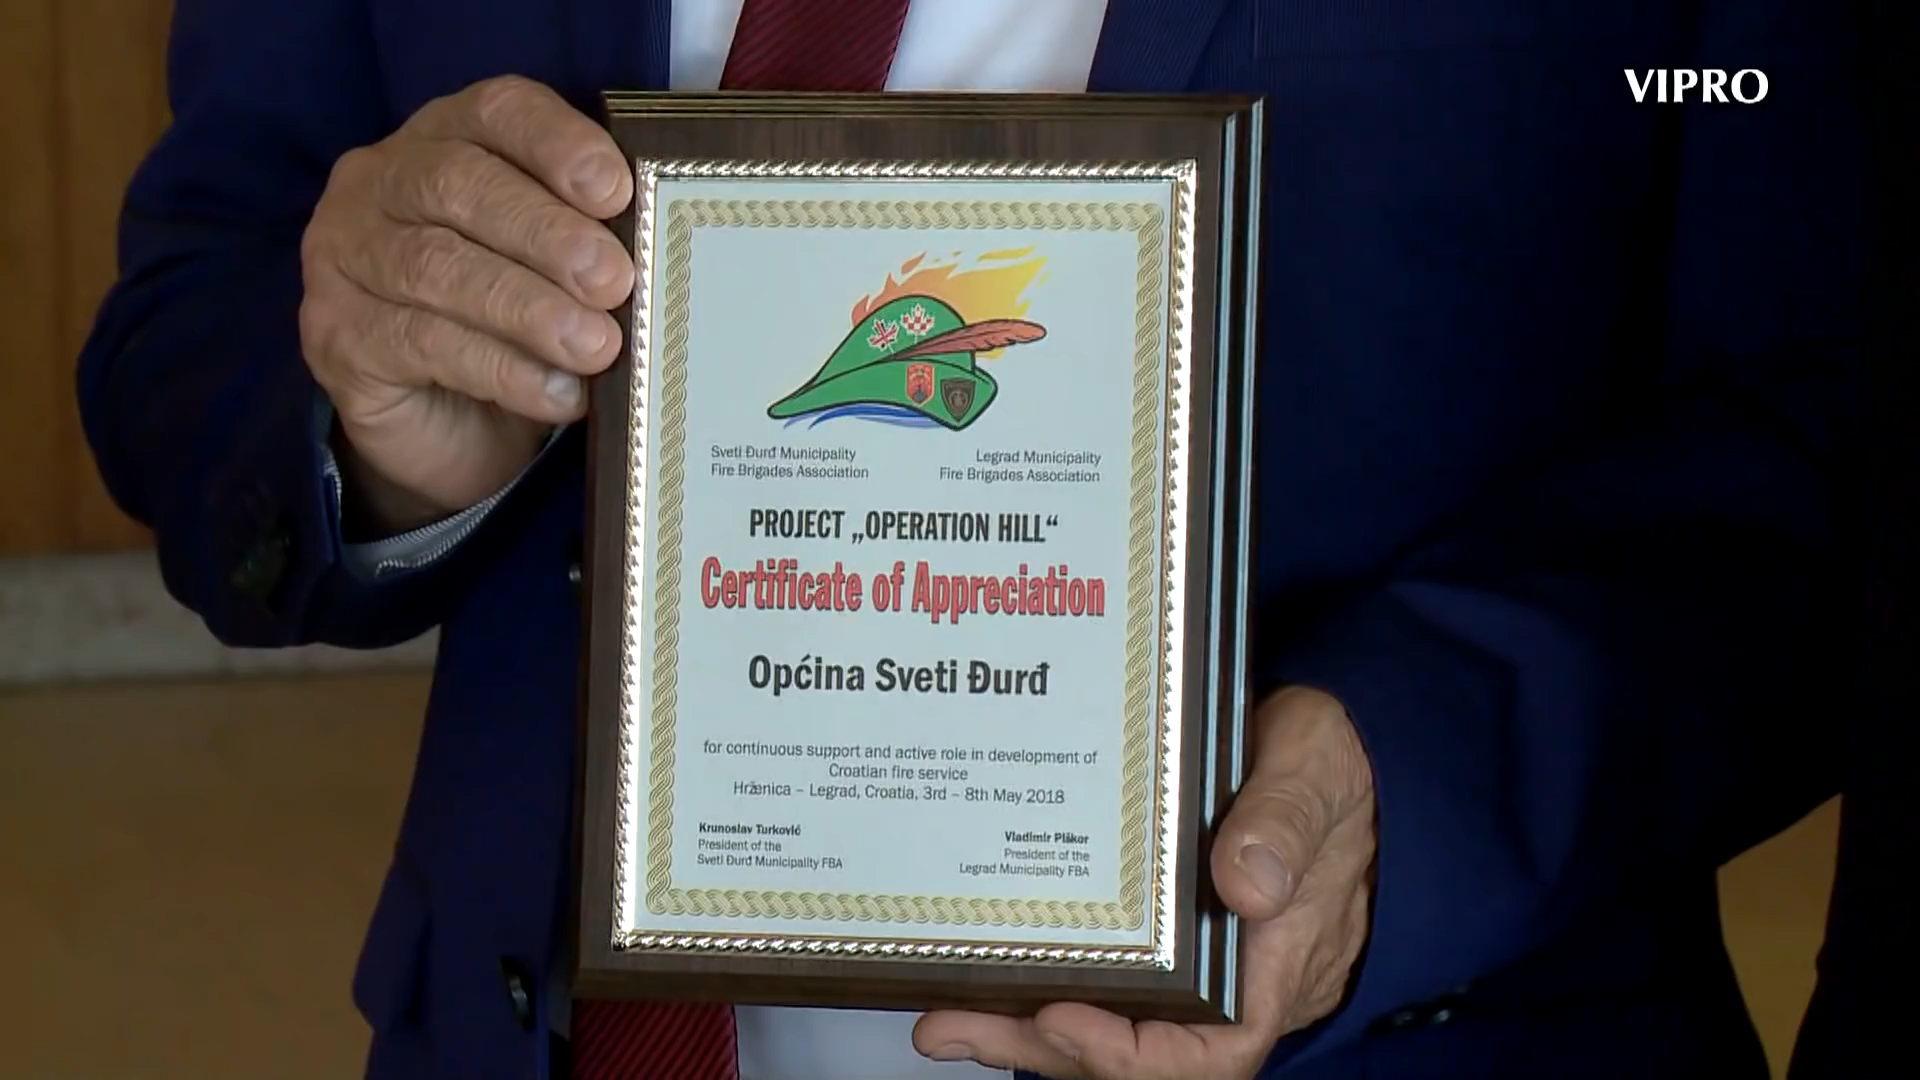 VIPRO
Sveti Đurđ Municipality
Fire Brigades Association
Legrad Municipality
Fire Brigades Association
PROJECT „OPERATION HILL“
Certificate of Appreciation
Općina Sveti Đurđ
for continuous support and active role in development of
Croatian fire service
Hrženica – Legrad, Croatia, 3rd – 8th May 2018
Krunoslav Turković
President of the
Sveti Đurđ Municipality FBA
Vladimir Piškor
President of the
Legrad Municipality FBA